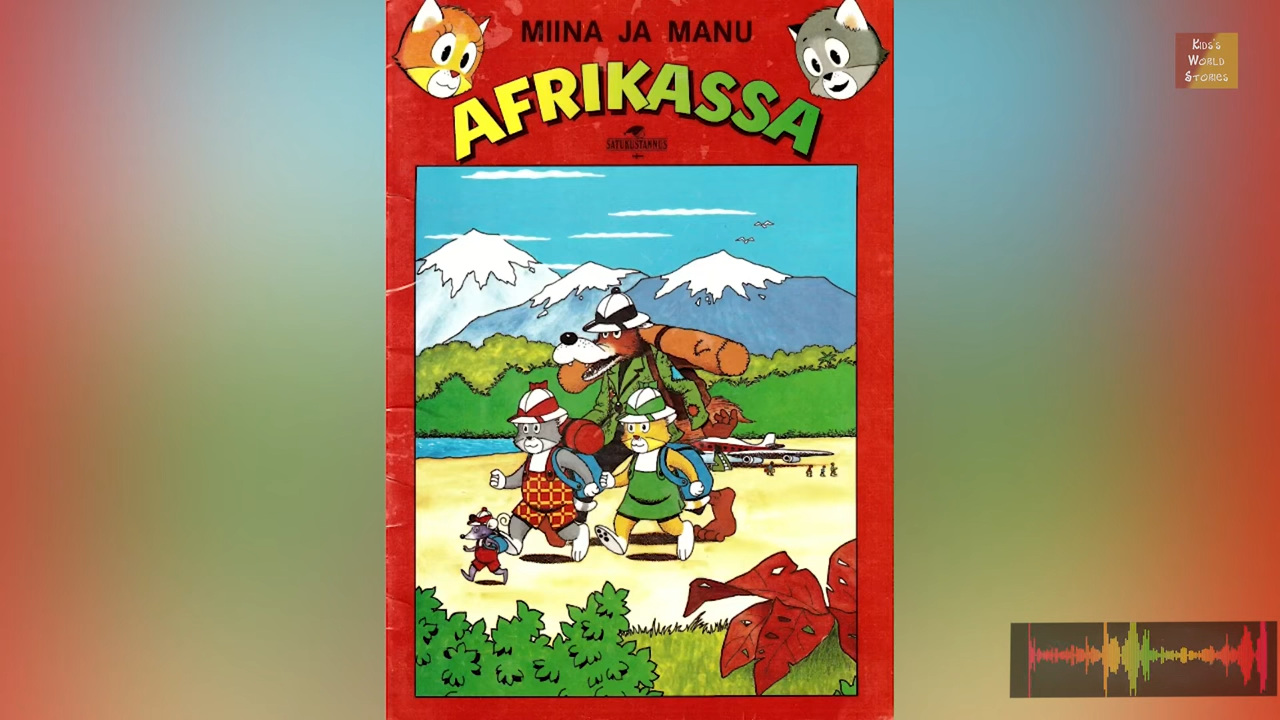 MIINA JA MANU
AFRIKASSA
SATUKUSTANNUS
KIDS'S
WORLD
STORIES